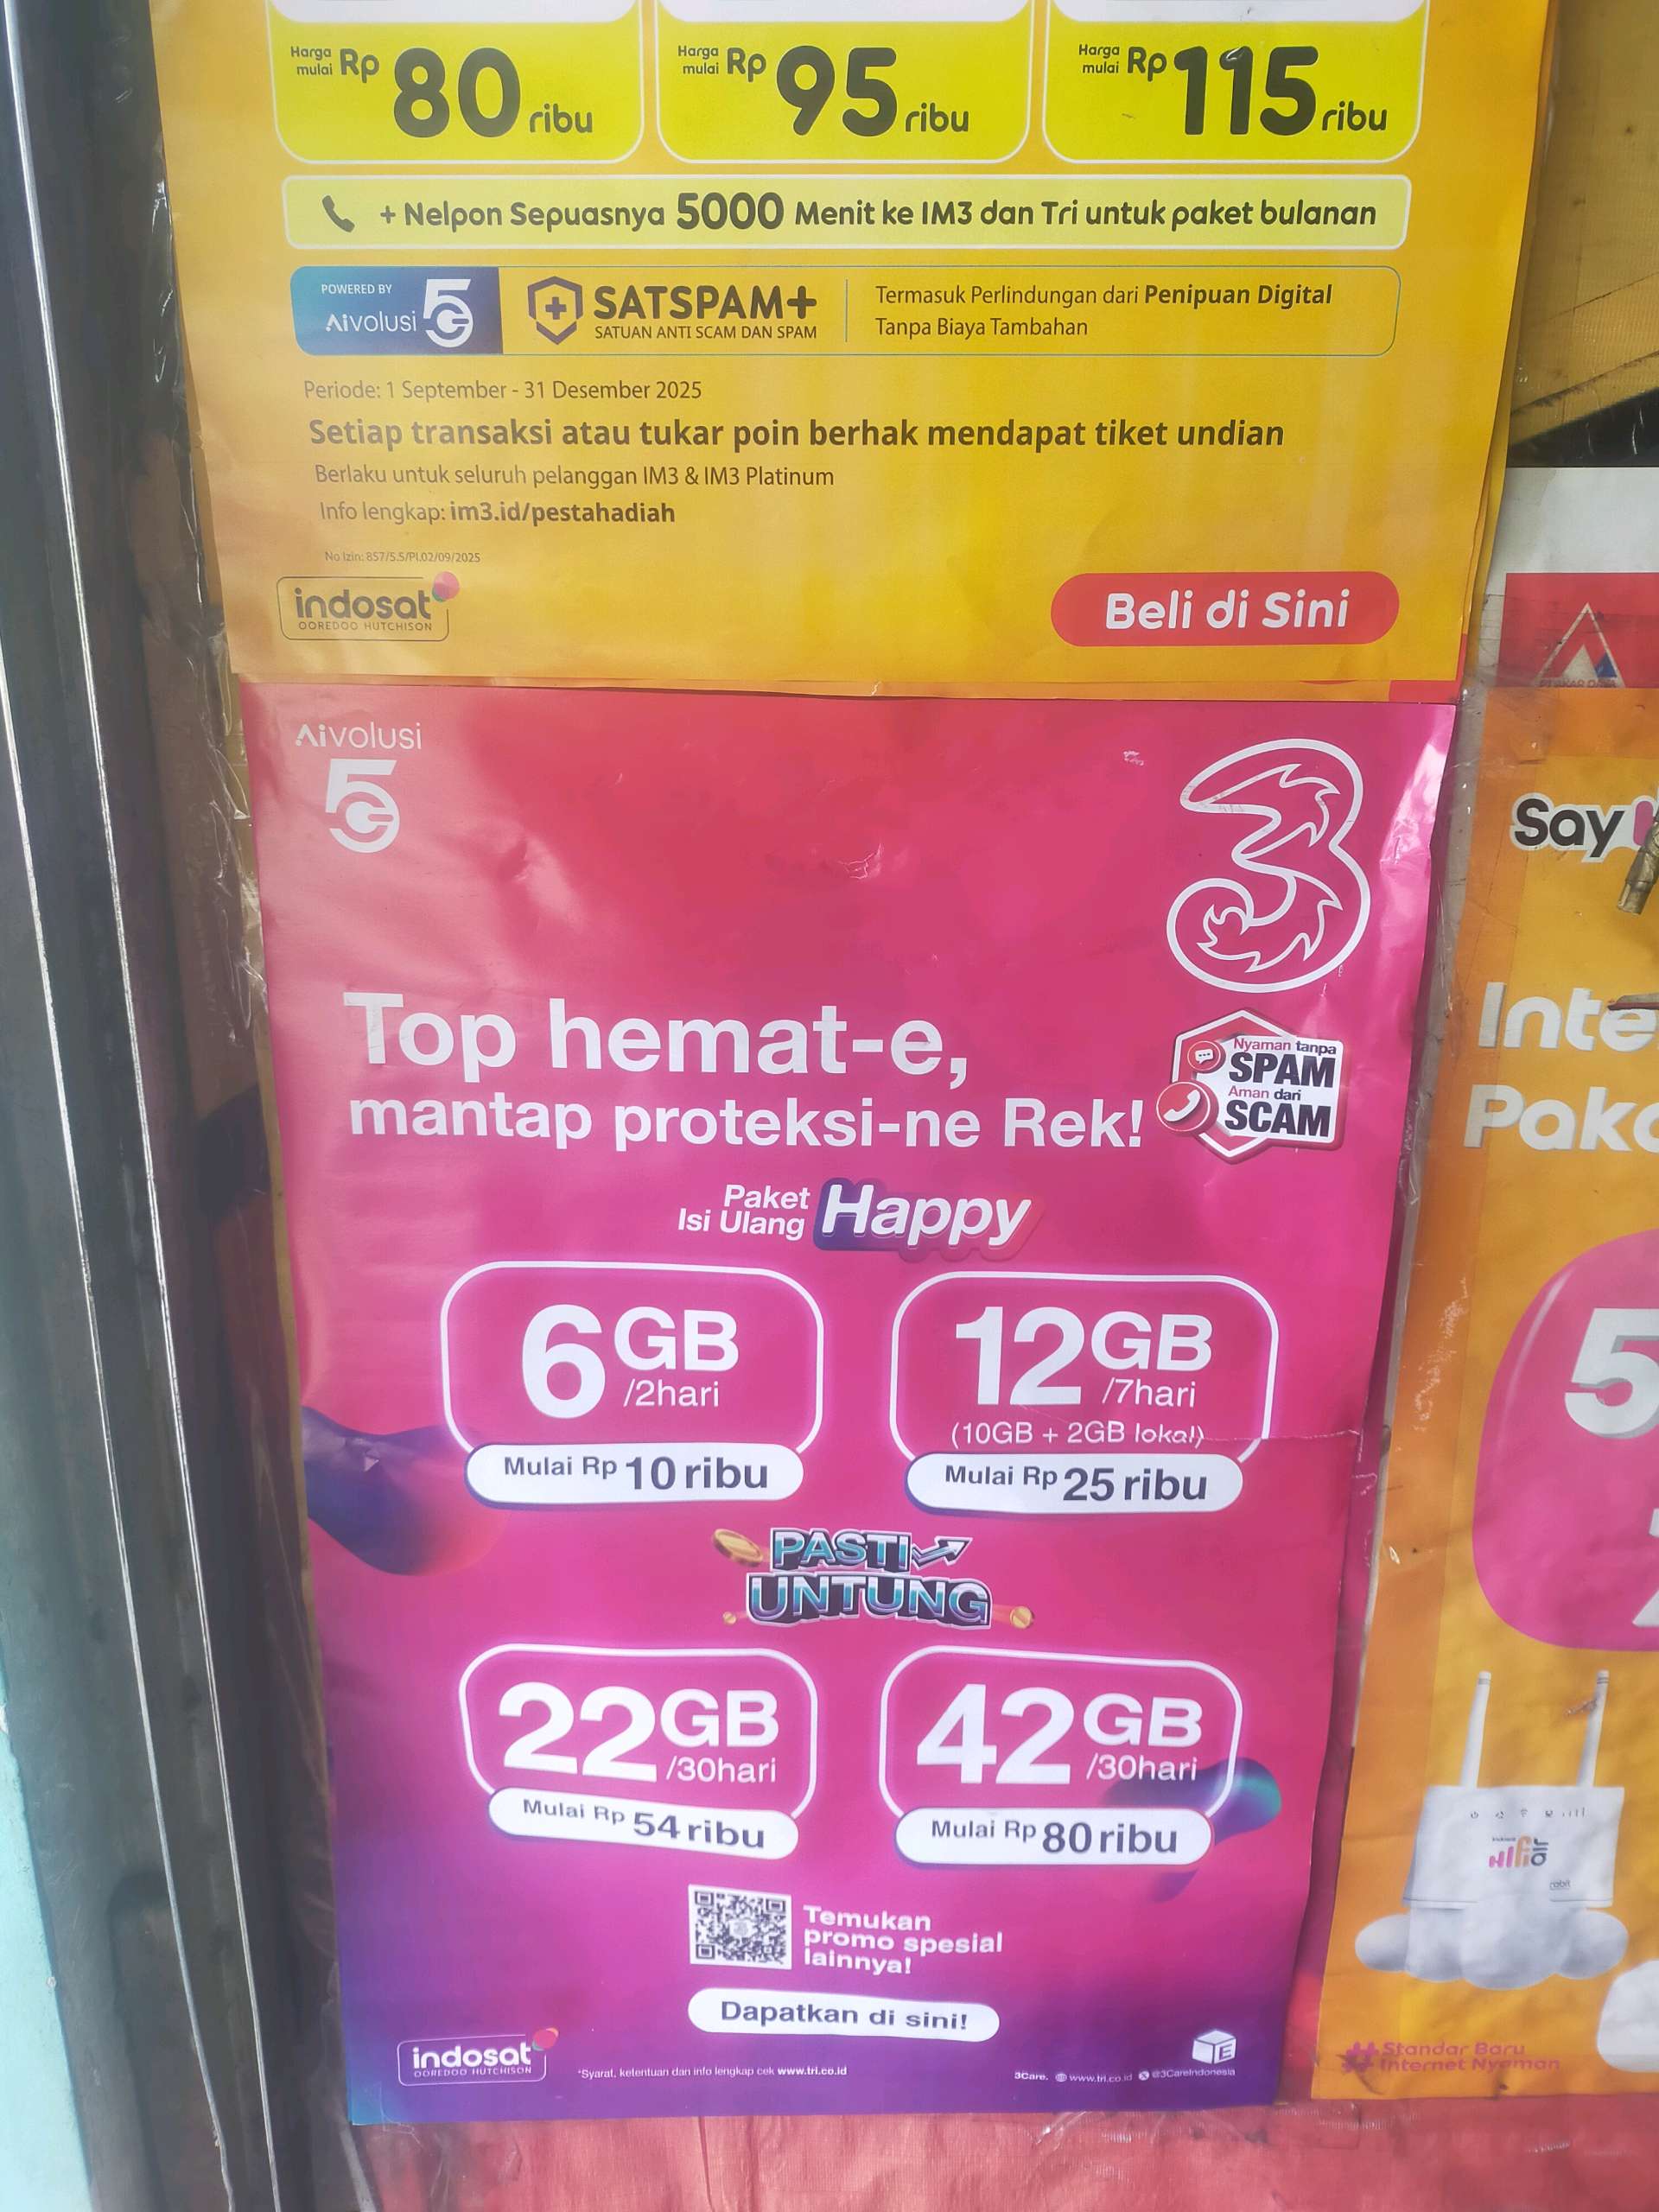 Harga mulai Rp 80 ribu
Harga mulai Rp 95 ribu
Harga mulai Rp 115 ribu
+ Nelpon Sepuasnya 5000 Menit ke IM3 dan Tri untuk paket bulanan
POWERED BY
Aivolusi 5G
SATSPAM+
SATUAN ANTI SCAM DAN SPAM
Termasuk Perlindungan dari Penipuan Digital
Tanpa Biaya Tambahan
Periode: 1 September - 31 Desember 2025
Setiap transaksi atau tukar poin berhak mendapat tiket undian
Berlaku untuk seluruh pelanggan IM3 & IM3 Platinum
Info lengkap: im3.id/pestahadiah
No Izin: 857/5.5/PI.02/09/2025
indosat
OOREDOO HUTCHISON
Beli di Sini
Aivolusi
5G
3
Top hemat-e,
mantap proteksi-ne Rek!
Nyaman tanpa
SPAM
Aman dari
SCAM
Paket
Isi Ulang
Happy
6GB
/2hari
Mulai Rp 10 ribu
12GB
/7hari
(10GB + 2GB lokal)
Mulai Rp 25 ribu
PASTI
UNTUNG
22GB
/30hari
Mulai Rp 54 ribu
42GB
/30hari
Mulai Rp 80 ribu
Temukan
promo spesial
lainnya!
Dapatkan di sini!
indosat
OOREDOO HUTCHISON
*Syarat, ketentuan dan info lengkap cek www.tri.co.id
3Care. www.tri.co.id @3CareIndonesia
Say
Inte
Pak
5
Hifi air
#Standar Baru
Internet Nyaman